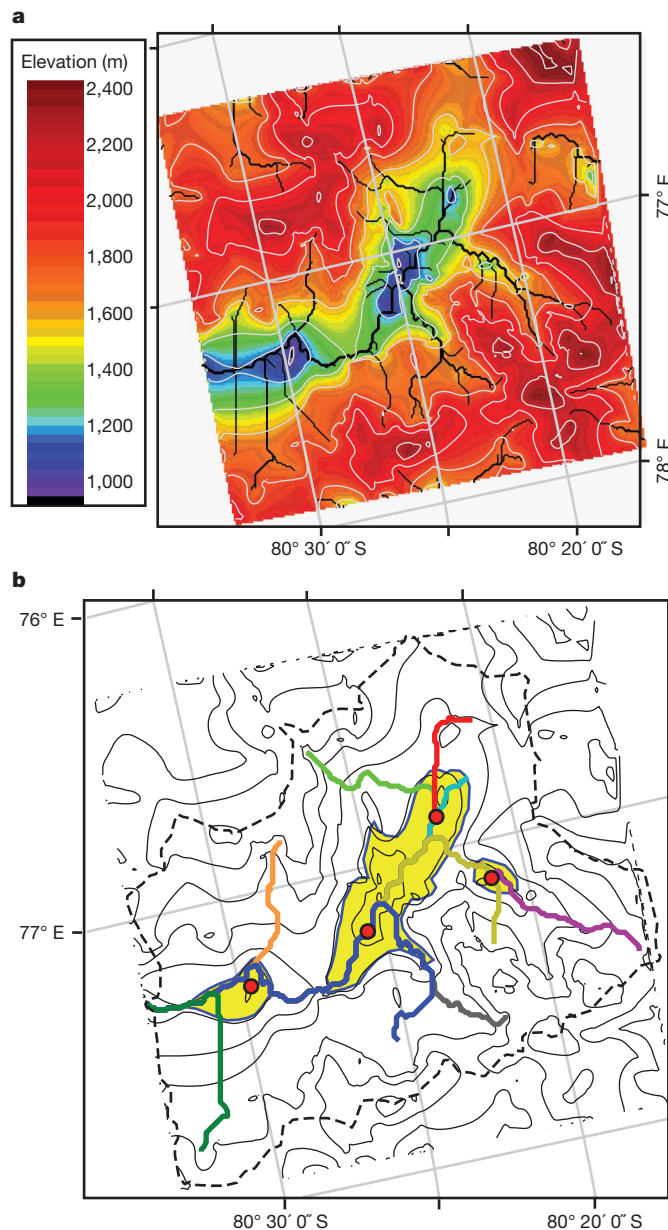 a
Elevation (m)
2,400
2,200
2,000
1,800
1,600
1,400
1,200
1,000
77° E
78° E
80° 30′ 0″ S
80° 20′ 0″ S
b
76° E
77° E
80° 30′ 0″ S
80° 20′ 0″ S